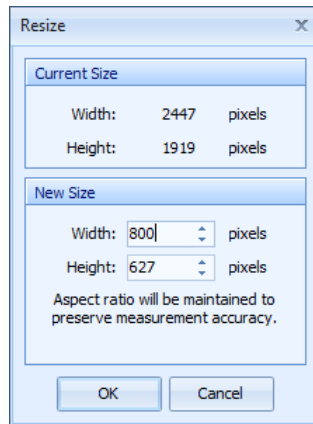 Resize
Current Size
Width: 2447 pixels
Height: 1919 pixels
New Size
Width: 800 pixels
Height: 627 pixels
Aspect ratio will be maintained to
preserve measurement accuracy.
OK Cancel